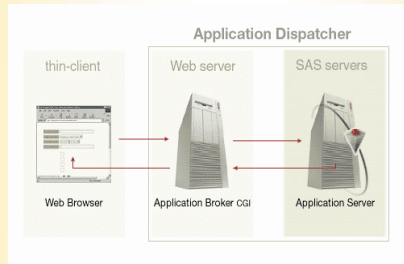 Application Dispatcher
thin-client
Web server
SAS servers
Web Browser
Application Broker CGI
Application Server